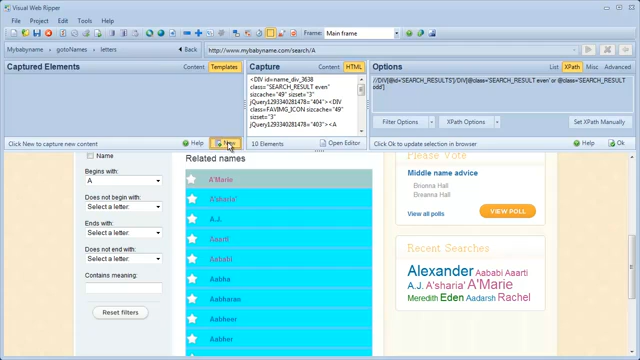 Visual Web Ripper
File Project Edit Tools Help
Frame: Main frame
Mybabyname gotoNames letters Back http://www.mybabyname.com/search/A
Captured Elements Content Templates
Capture Content HTML
Options List XPath Misc Advanced
<DIV id=name_div_3638
class="SEARCH_RESULT even"
sizcache="49" sizset="3"
jQuery1293340281478="404"><DIV
class=FAVIMG_ICON sizcache="49"
sizset="3"
jQuery1293340281478="403"><A
//DIV[@id='SEARCH_RESULTS']/DIV[@class='SEARCH_RESULT even' or @class='SEARCH_RESULT
odd']
Filter Options XPath Options Set XPath Manually
Click New to capture new content Help New
10 Elements Open Editor
Click Ok to update selection in browser Help Ok
Name
Begins with:
A
Does not begin with:
Select a letter:
Ends with:
Select a letter:
Does not end with:
Select a letter:
Contains meaning:
Reset filters
Related names
A'Marie
A'sharia'
A.J.
Aaarti
Aababi
Aabha
Aabharan
Aabheer
Aabher
Please Vote
Middle name advice
Brionna Hall
Breanna Hall
View all polls VIEW POLL
Recent Searches
Alexander Aababi Aaarti
A.J. A'sharia' A'Marie
Meredith Eden Aadarsh Rachel